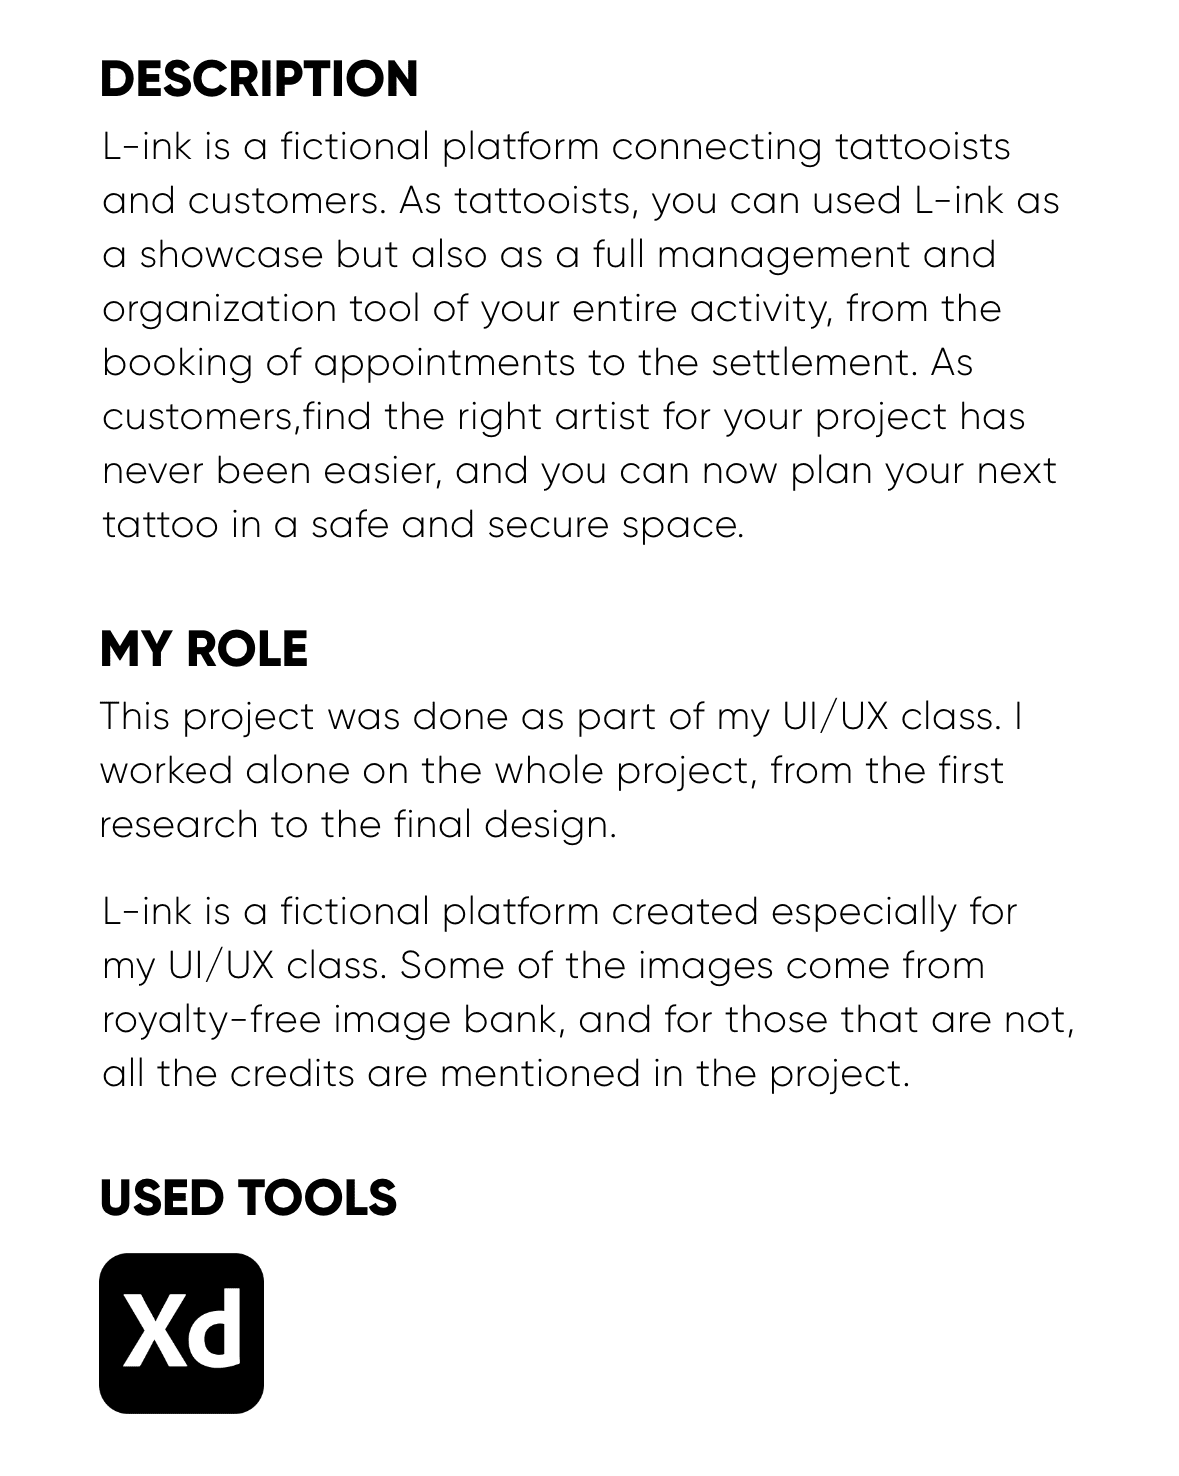 DESCRIPTION
L-ink is a fictional platform connecting tattooists
and customers. As tattooists, you can used L-ink as
a showcase but also as a full management and
organization tool of your entire activity, from the
booking of appointments to the settlement. As
customers,find the right artist for your project has
never been easier, and you can now plan your next
tattoo in a safe and secure space.
MY ROLE
This project was done as part of my UI/UX class. I
worked alone on the whole project, from the first
research to the final design.
L-ink is a fictional platform created especially for
my UI/UX class. Some of the images come from
royalty-free image bank, and for those that are not,
all the credits are mentioned in the project.
USED TOOLS
Xd